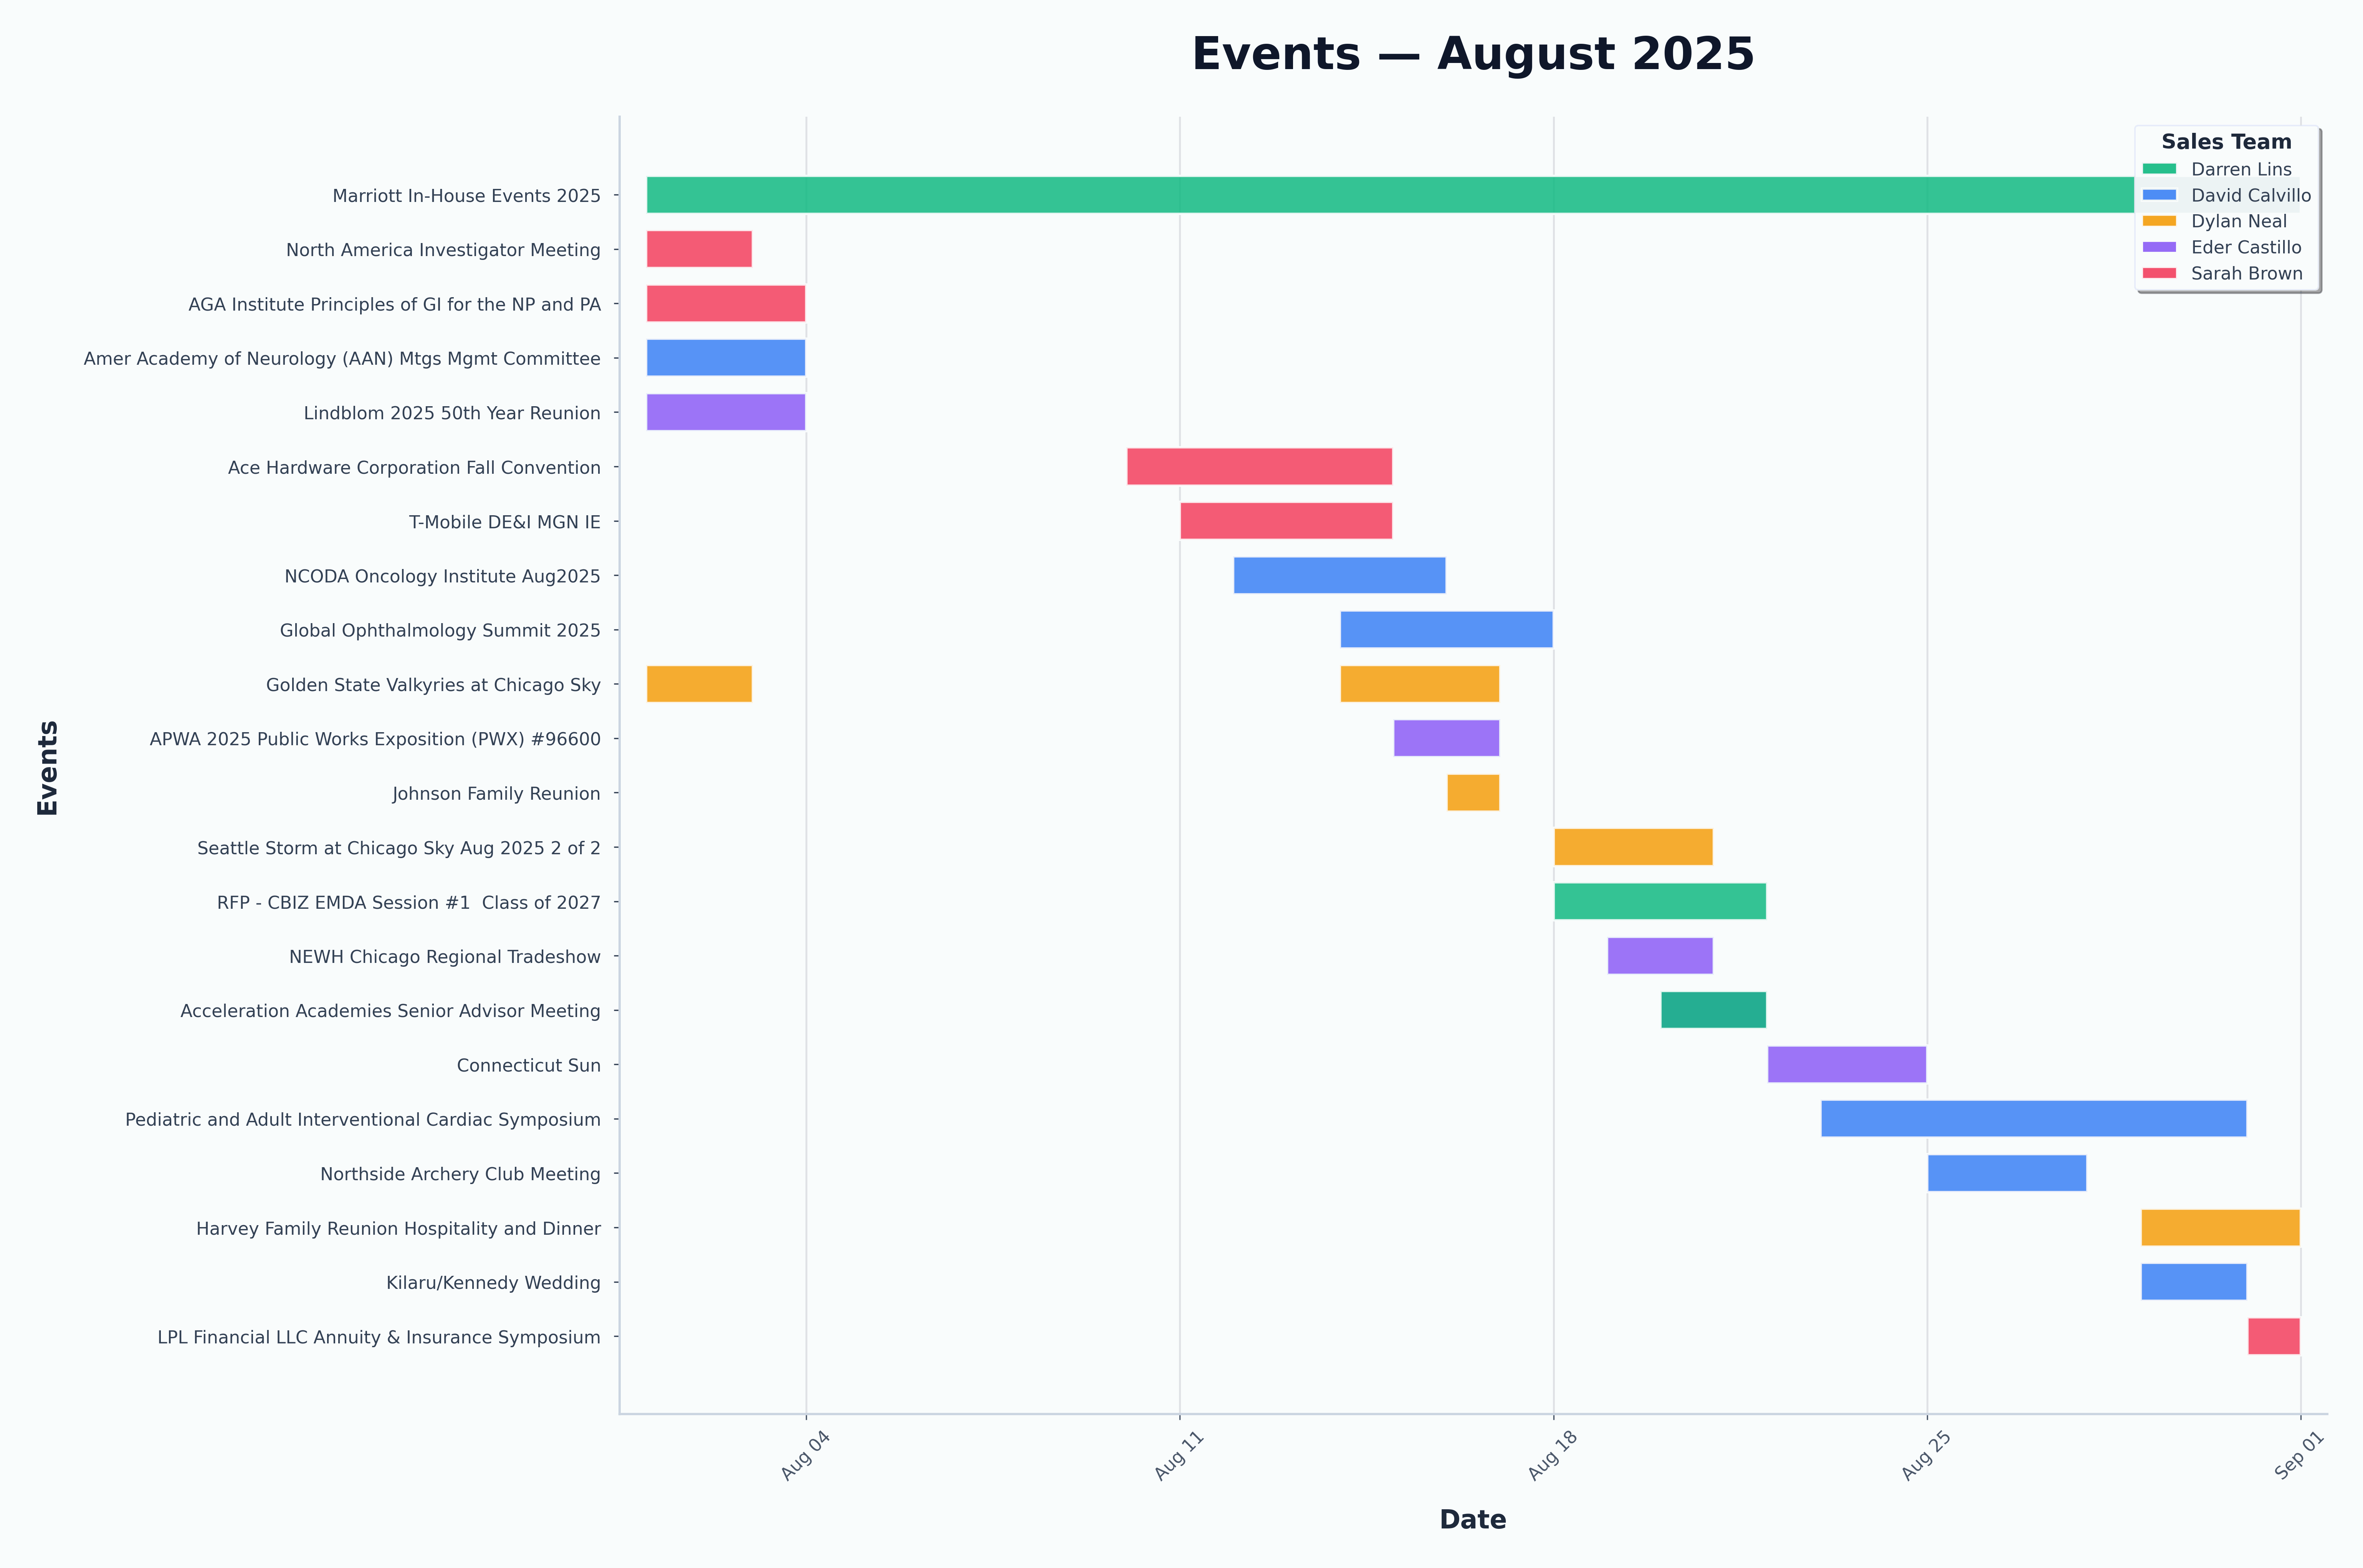 Events — August 2025
Sales Team
Darren Lins
David Calvillo
Dylan Neal
Eder Castillo
Sarah Brown
Events
Marriott In-House Events 2025
North America Investigator Meeting
AGA Institute Principles of GI for the NP and PA
Amer Academy of Neurology (AAN) Mtgs Mgmt Committee
Lindblom 2025 50th Year Reunion
Ace Hardware Corporation Fall Convention
T-Mobile DE&I MGN IE
NCODA Oncology Institute Aug2025
Global Ophthalmology Summit 2025
Golden State Valkyries at Chicago Sky
APWA 2025 Public Works Exposition (PWX) #96600
Johnson Family Reunion
Seattle Storm at Chicago Sky Aug 2025 2 of 2
RFP - CBIZ EMDA Session #1  Class of 2027
NEWH Chicago Regional Tradeshow
Acceleration Academies Senior Advisor Meeting
Connecticut Sun
Pediatric and Adult Interventional Cardiac Symposium
Northside Archery Club Meeting
Harvey Family Reunion Hospitality and Dinner
Kilaru/Kennedy Wedding
LPL Financial LLC Annuity & Insurance Symposium
Aug 04
Aug 11
Aug 18
Aug 25
Sep 01
Date